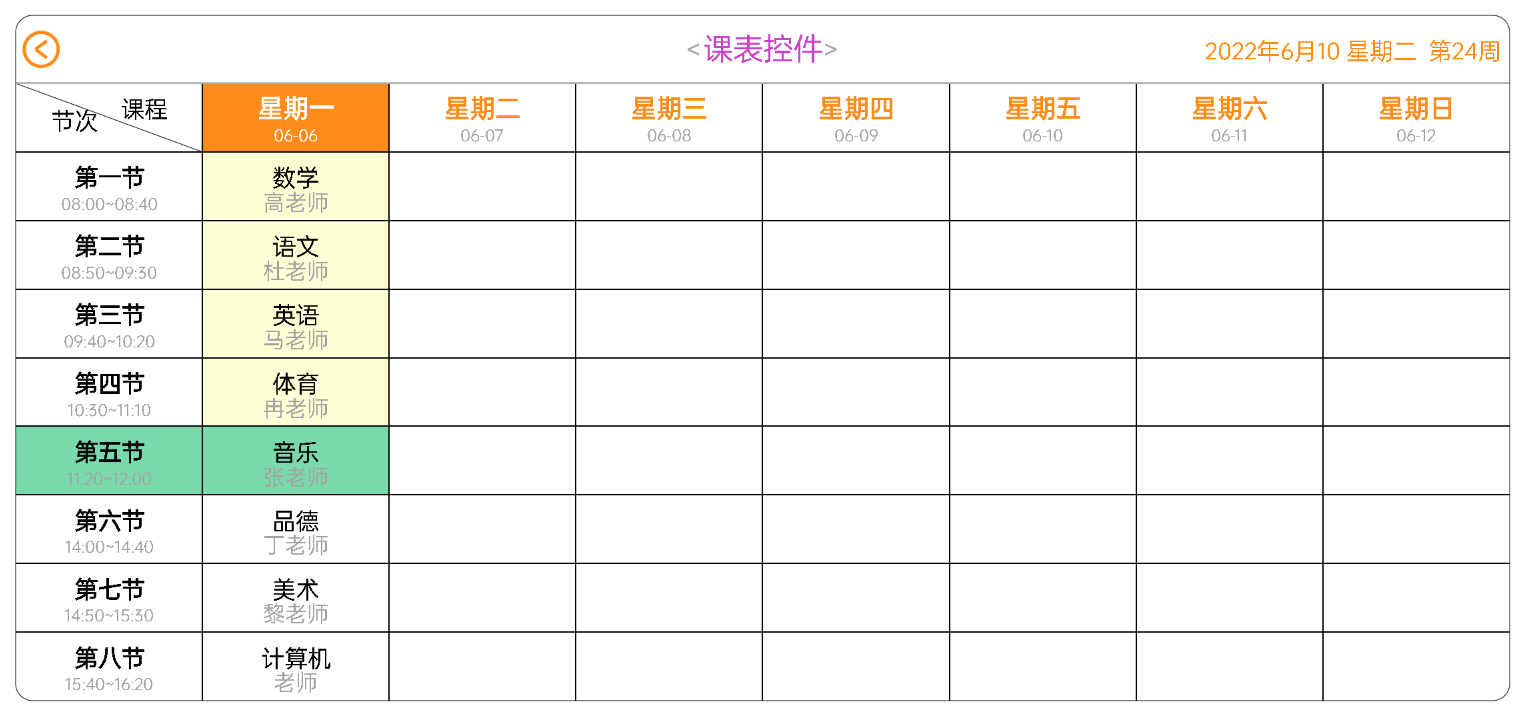 <课表控件>
2022年6月10 星期二 第24周
课程
节次
星期一 星期二 星期三 星期四 星期五 星期六 星期日
06-06 06-07 06-08 06-09 06-10 06-11 06-12
第一节 数学
08:00~08:40 高老师
第二节 语文
08:50~09:30 杜老师
第三节 英语
09:40~10:20 马老师
第四节 体育
10:30~11:10 冉老师
第五节 音乐
11:20~12:00 张老师
第六节 品德
14:00~14:40 丁老师
第七节 美术
14:50~15:30 黎老师
第八节 计算机
15:40~16:20 老师